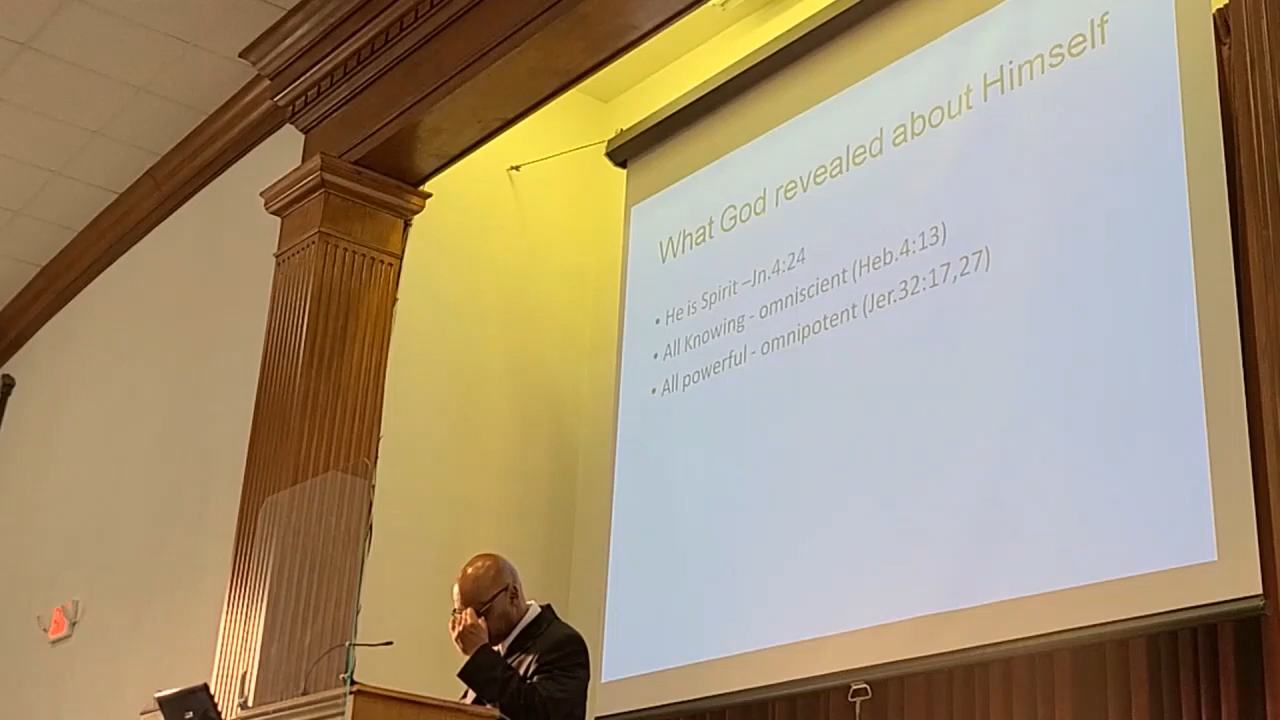 What God revealed about Himself
• He is Spirit –Jn.4:24
• All Knowing - omniscient (Heb.4:13)
• All powerful - omnipotent (Jer.32:17,27)